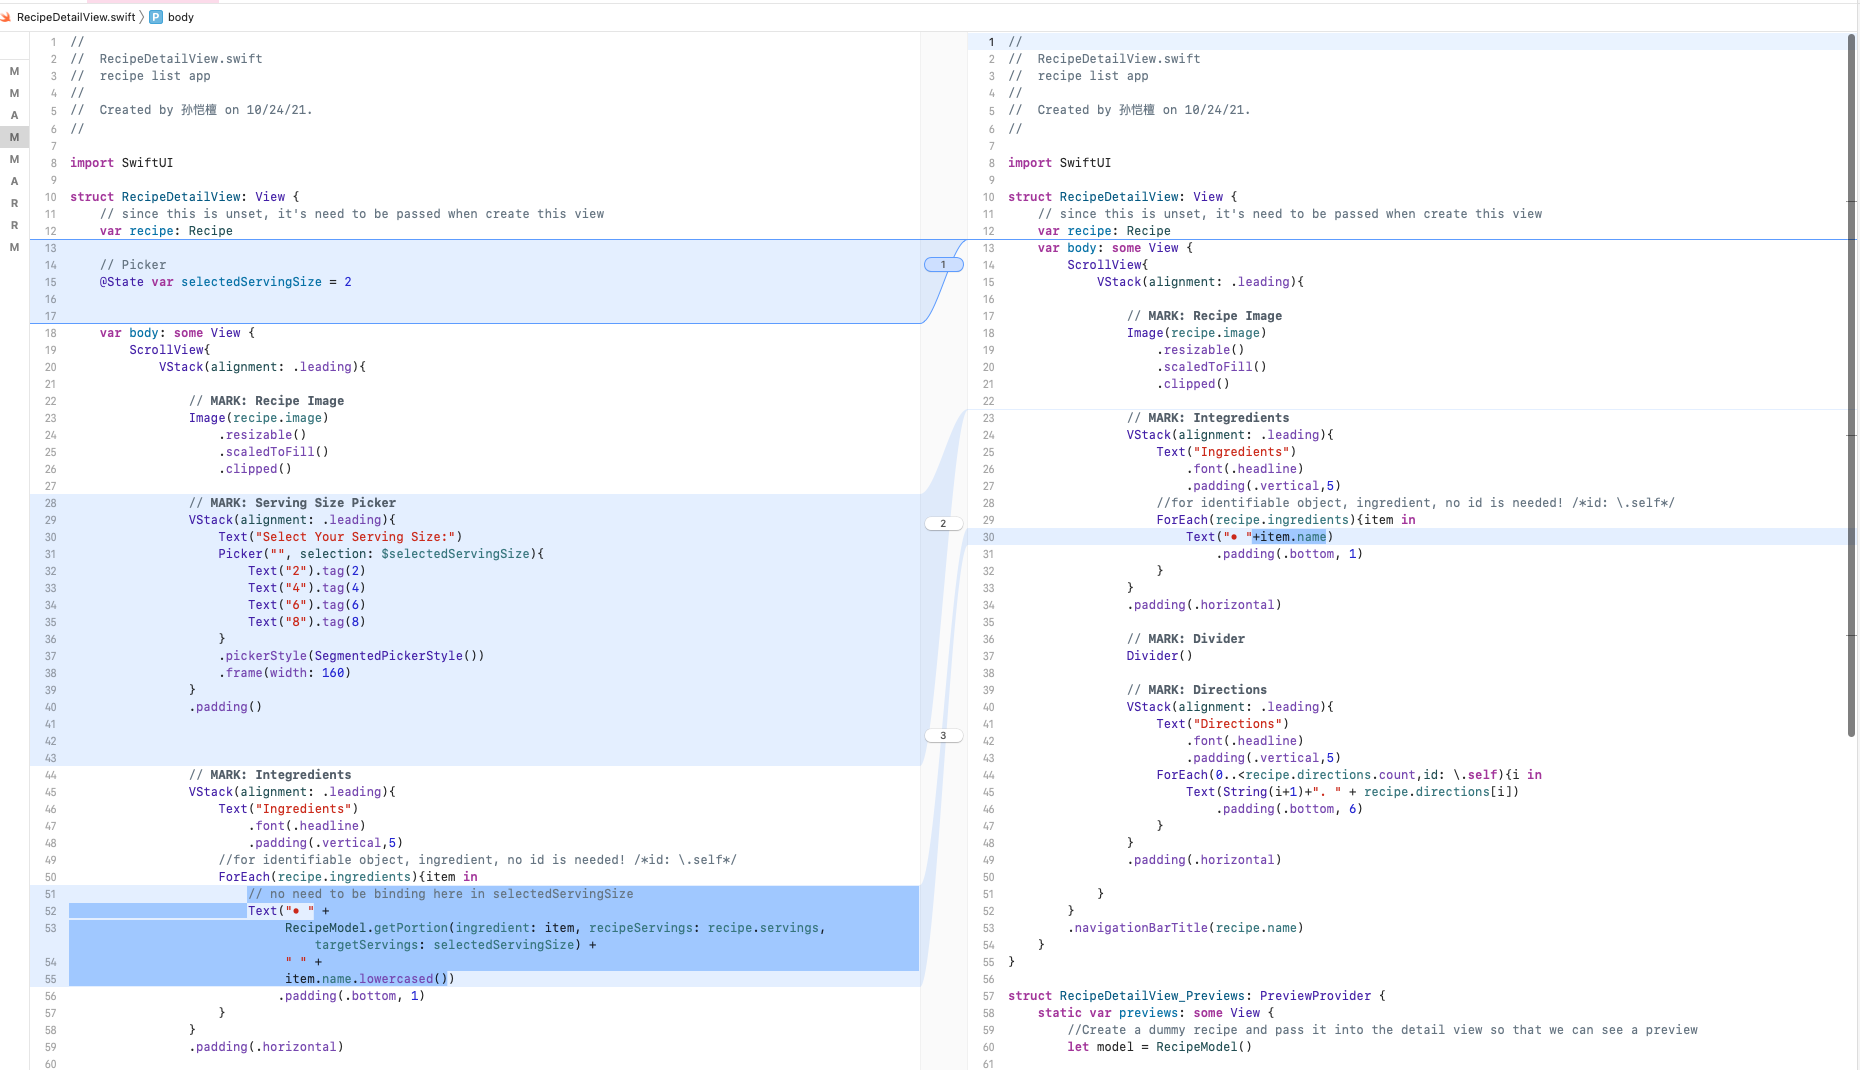 RecipeDetailView.swift 〉 P body
M
M
A
M
M
A
R
R
M
1 //
2 //  RecipeDetailView.swift
3 //  recipe list app
4 //
5 //  Created by 孙恺檀 on 10/24/21.
6 //
7
8 import SwiftUI
9
10 struct RecipeDetailView: View {
11     // since this is unset, it's need to be passed when create this view
12     var recipe: Recipe
13
14     // Picker
15     @State var selectedServingSize = 2
16
17
18     var body: some View {
19         ScrollView{
20             VStack(alignment: .leading){
21
22                 // MARK: Recipe Image
23                 Image(recipe.image)
24                     .resizable()
25                     .scaledToFill()
26                     .clipped()
27
28                 // MARK: Serving Size Picker
29                 VStack(alignment: .leading){
30                     Text("Select Your Serving Size:")
31                     Picker("", selection: $selectedServingSize){
32                         Text("2").tag(2)
33                         Text("4").tag(4)
34                         Text("6").tag(6)
35                         Text("8").tag(8)
36                     }
37                     .pickerStyle(SegmentedPickerStyle())
38                     .frame(width: 160)
39                 }
40                 .padding()
41
42
43
44                 // MARK: Integredients
45                 VStack(alignment: .leading){
46                     Text("Ingredients")
47                         .font(.headline)
48                         .padding(.vertical,5)
49                     //for identifiable object, ingredient, no id is needed! /*id: \.self*/
50                     ForEach(recipe.ingredients){item in
51                         // no need to be binding here in selectedServingSize
52                         Text("• " +
53                              RecipeModel.getPortion(ingredient: item, recipeServings: recipe.servings,
                                 targetServings: selectedServingSize) +
54                              " " +
55                              item.name.lowercased())
56                             .padding(.bottom, 1)
57                     }
58                 }
59                 .padding(.horizontal)
60
1
2
3
1 //
2 //  RecipeDetailView.swift
3 //  recipe list app
4 //
5 //  Created by 孙恺檀 on 10/24/21.
6 //
7
8 import SwiftUI
9
10 struct RecipeDetailView: View {
11     // since this is unset, it's need to be passed when create this view
12     var recipe: Recipe
13     var body: some View {
14         ScrollView{
15             VStack(alignment: .leading){
16
17                 // MARK: Recipe Image
18                 Image(recipe.image)
19                     .resizable()
20                     .scaledToFill()
21                     .clipped()
22
23                 // MARK: Integredients
24                 VStack(alignment: .leading){
25                     Text("Ingredients")
26                         .font(.headline)
27                         .padding(.vertical,5)
28                     //for identifiable object, ingredient, no id is needed! /*id: \.self*/
29                     ForEach(recipe.ingredients){item in
30                         Text("• "+item.name)
31                             .padding(.bottom, 1)
32                     }
33                 }
34                 .padding(.horizontal)
35
36                 // MARK: Divider
37                 Divider()
38
39                 // MARK: Directions
40                 VStack(alignment: .leading){
41                     Text("Directions")
42                         .font(.headline)
43                         .padding(.vertical,5)
44                     ForEach(0..<recipe.directions.count,id: \.self){i in
45                         Text(String(i+1)+". " + recipe.directions[i])
46                             .padding(.bottom, 6)
47                     }
48                 }
49                 .padding(.horizontal)
50
51             }
52         }
53         .navigationBarTitle(recipe.name)
54     }
55 }
56
57 struct RecipeDetailView_Previews: PreviewProvider {
58     static var previews: some View {
59         //Create a dummy recipe and pass it into the detail view so that we can see a preview
60         let model = RecipeModel()
61